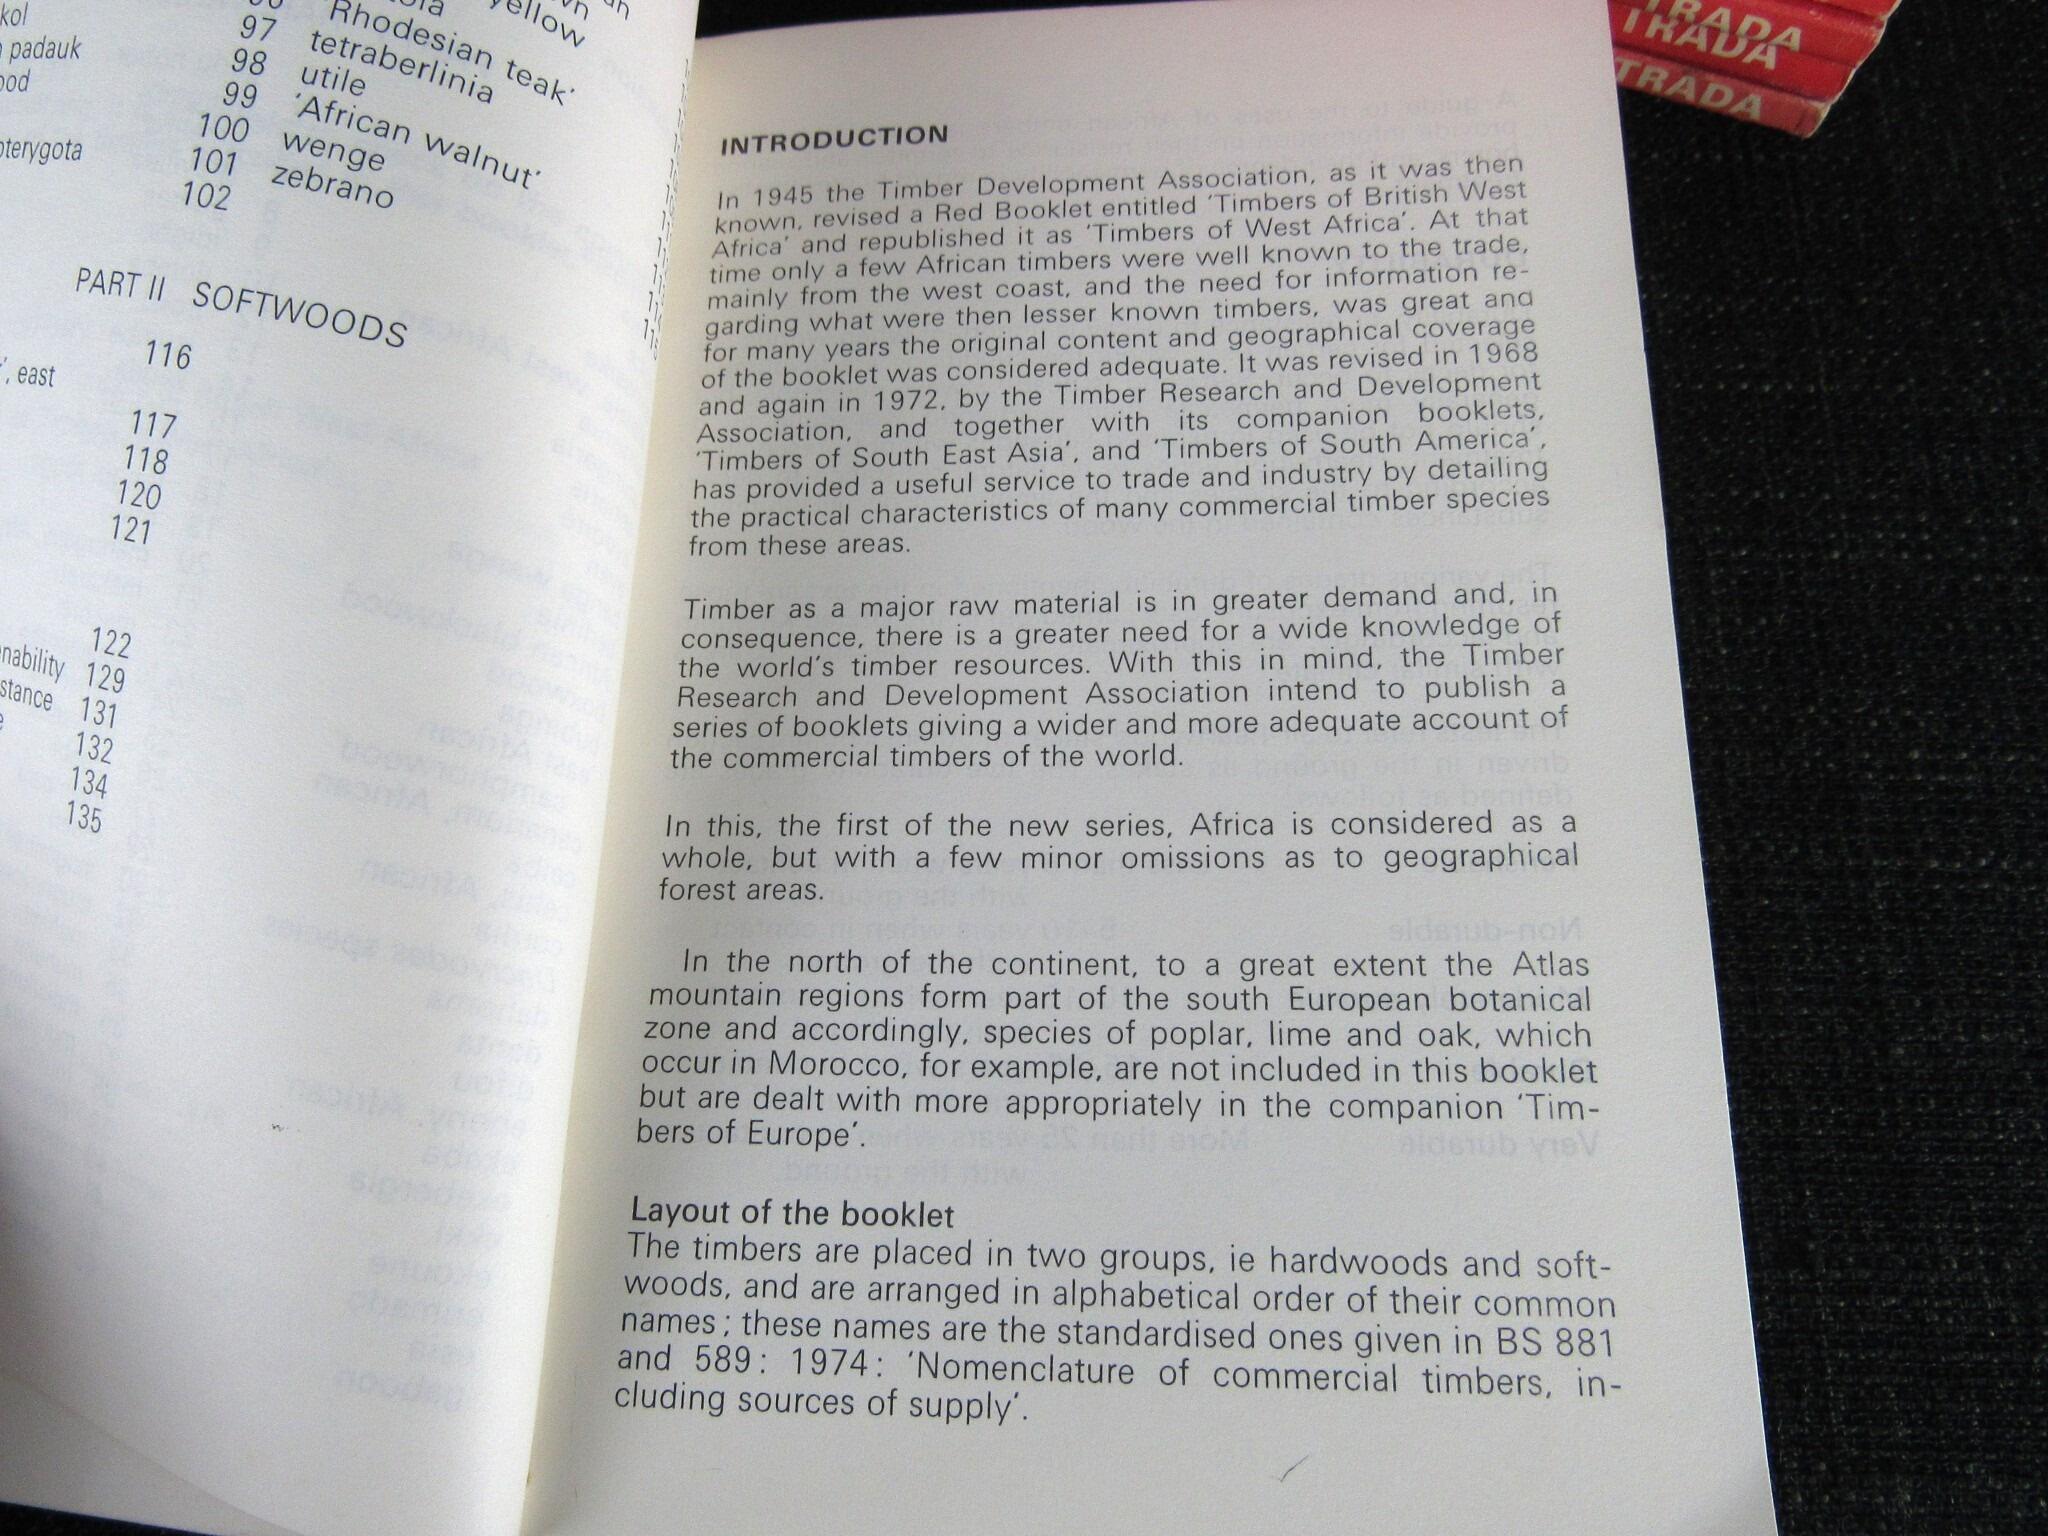 kol
padauk
97
98
99
100
101
102
yellow
'Rhodesian teak'
tetraberlinia
utile
'African walnut'
wenge
zebrano
PART II SOFTWOODS
116
', east
117
118
120
121
122
129
131
132
134
135
INTRODUCTION
In 1945 the Timber Development Association, as it was then
known, revised a Red Booklet entitled 'Timbers of British West
Africa' and republished it as 'Timbers of West Africa'. At that
time only a few African timbers were well known to the trade,
mainly from the west coast, and the need for information re-
garding what were then lesser known timbers, was great and
for many years the original content and geographical coverage
of the booklet was considered adequate. It was revised in 1968
and again in 1972, by the Timber Research and Development
Association, and together with its companion booklets,
'Timbers of South East Asia', and 'Timbers of South America',
has provided a useful service to trade and industry by detailing
the practical characteristics of many commercial timber species
from these areas.
Timber as a major raw material is in greater demand and, in
consequence, there is a greater need for a wide knowledge of
the world's timber resources. With this in mind, the Timber
Research and Development Association intend to publish a
series of booklets giving a wider and more adequate account of
the commercial timbers of the world.
In this, the first of the new series, Africa is considered as a
whole, but with a few minor omissions as to geographical
forest areas.
In the north of the continent, to a great extent the Atlas
mountain regions form part of the south European botanical
zone and accordingly, species of poplar, lime and oak, which
occur in Morocco, for example, are not included in this booklet
but are dealt with more appropriately in the companion 'Tim-
bers of Europe'.
Layout of the booklet
The timbers are placed in two groups, ie hardwoods and soft-
woods, and are arranged in alphabetical order of their common
names; these names are the standardised ones given in BS 881
and 589: 1974: 'Nomenclature of commercial timbers, in-
cluding sources of supply'.
TRADA
TRADA
TRADA